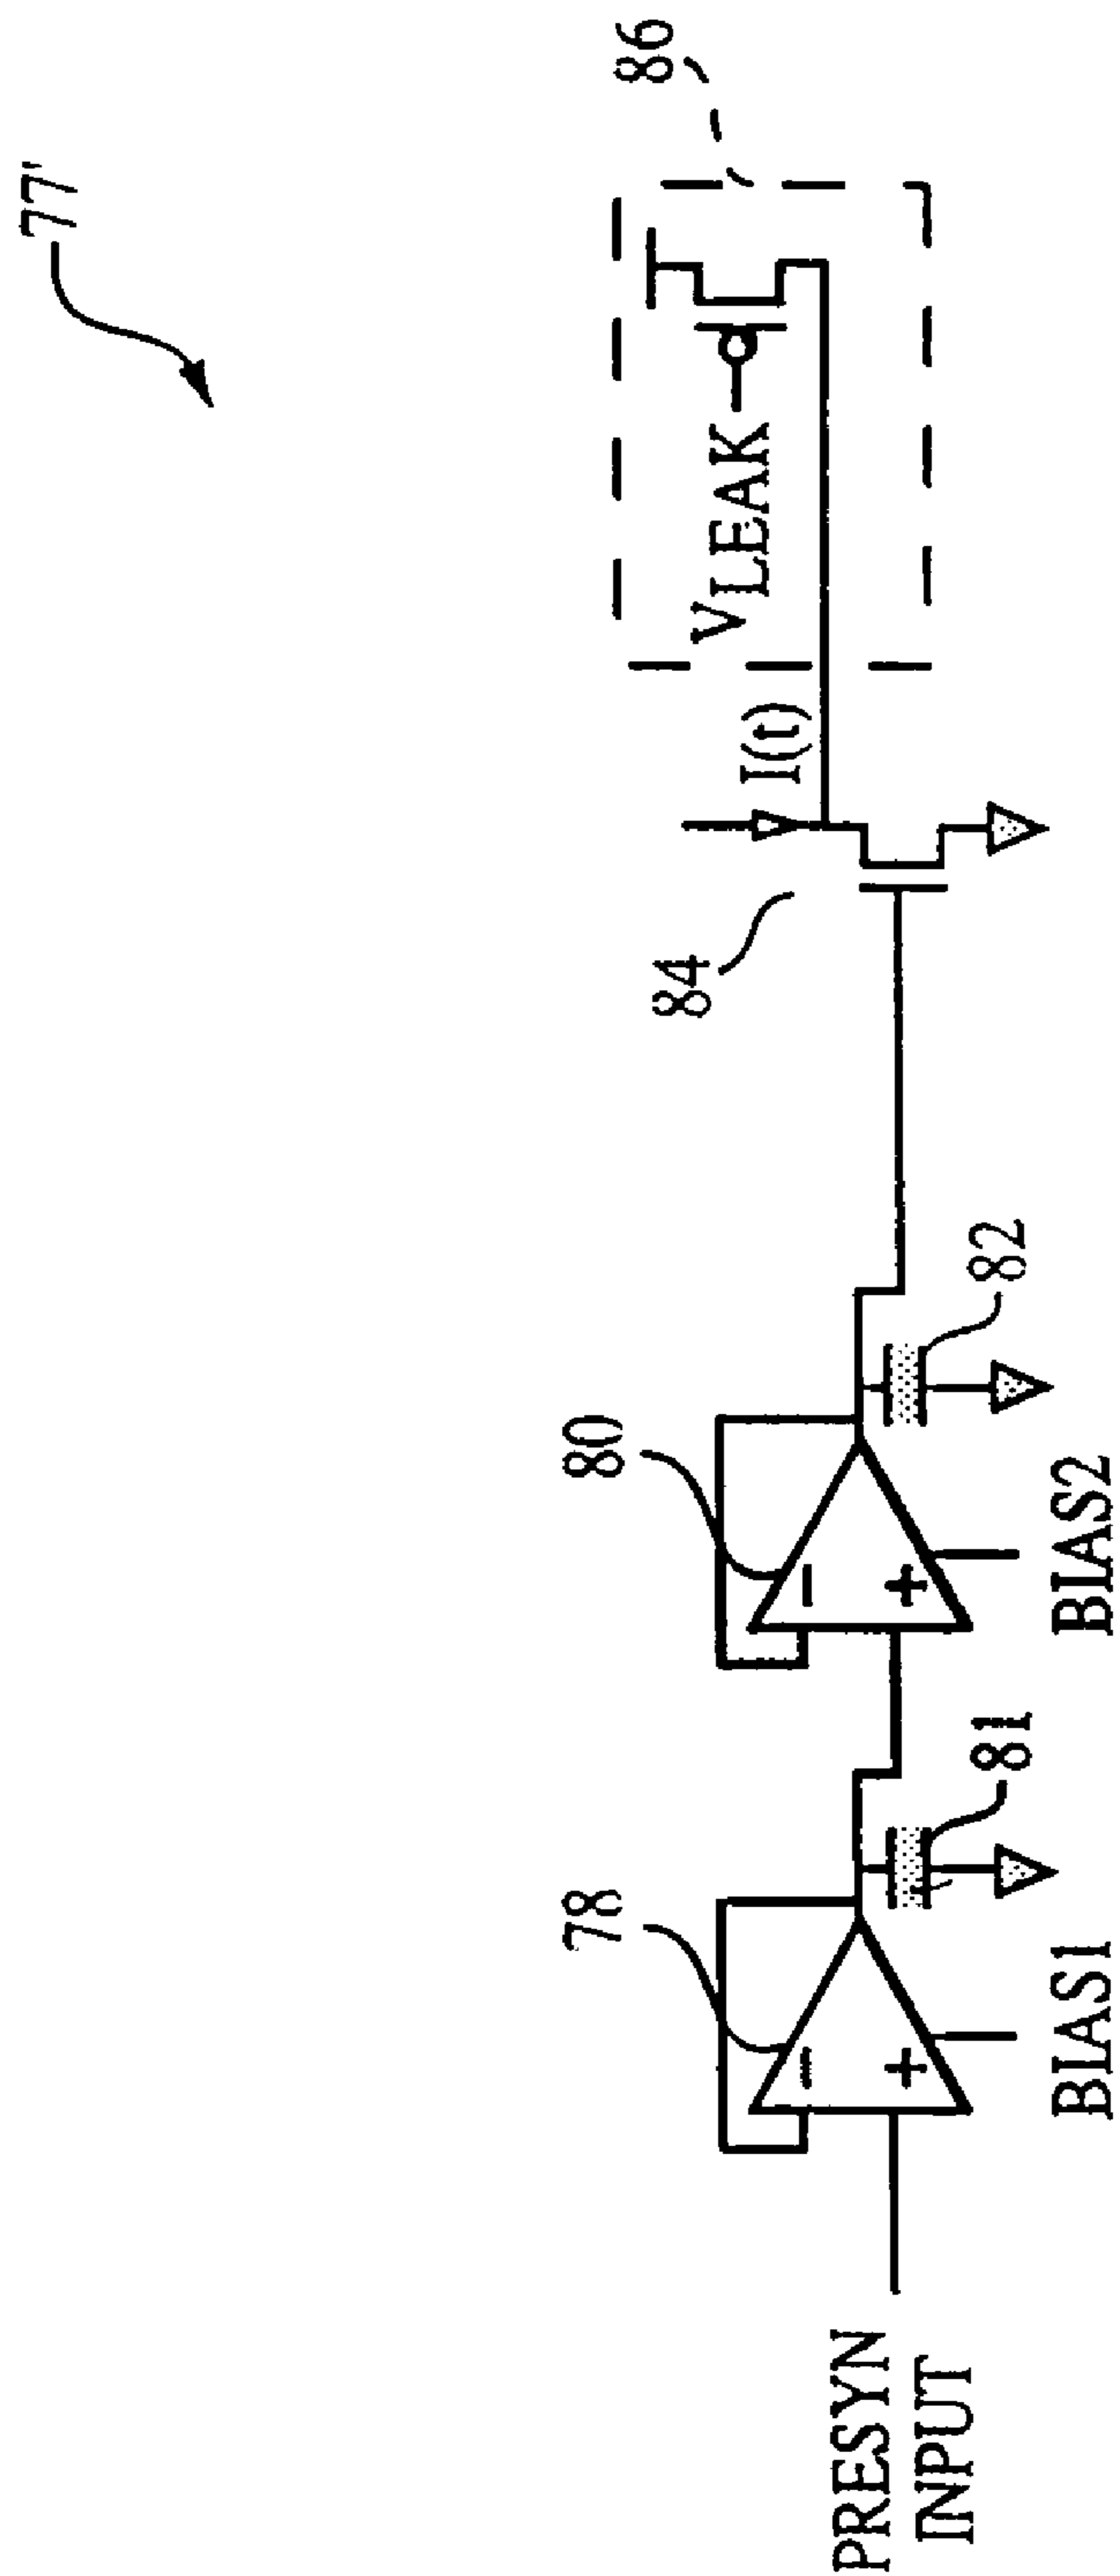 77'
86
VLEAK
I(t)
84
80
82
BIAS2
78
81
BIAS1
PRESYN
INPUT
-
+
-
+